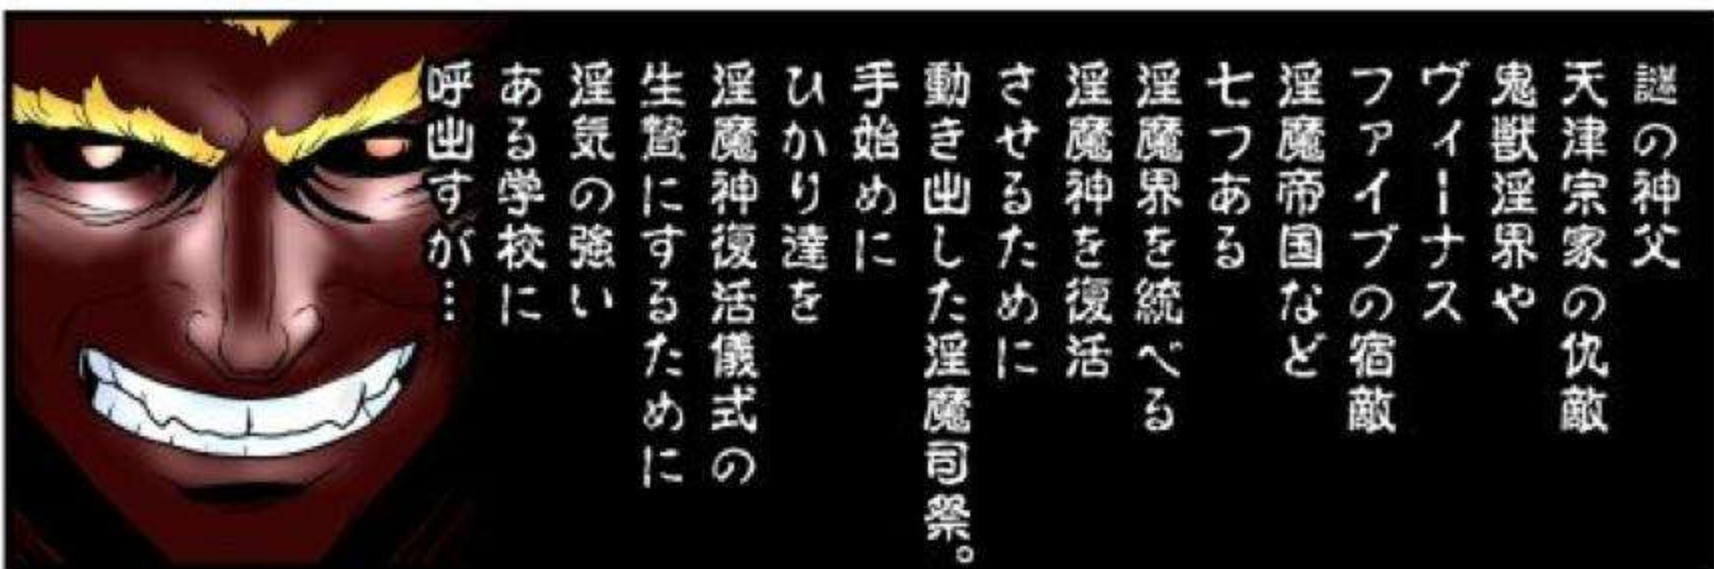 謎の神父
天津宗家の仇敵
鬼獣淫界や
ヴィーナス
ファイブの宿敵
淫魔帝国など
七つある
淫魔界を統べる
淫魔神を復活
させるために
動き出した淫魔司祭。
手始めに
ひかり達を
淫魔神復活儀式の
生贄にするために
淫気の強い
ある学校に
呼出すが…